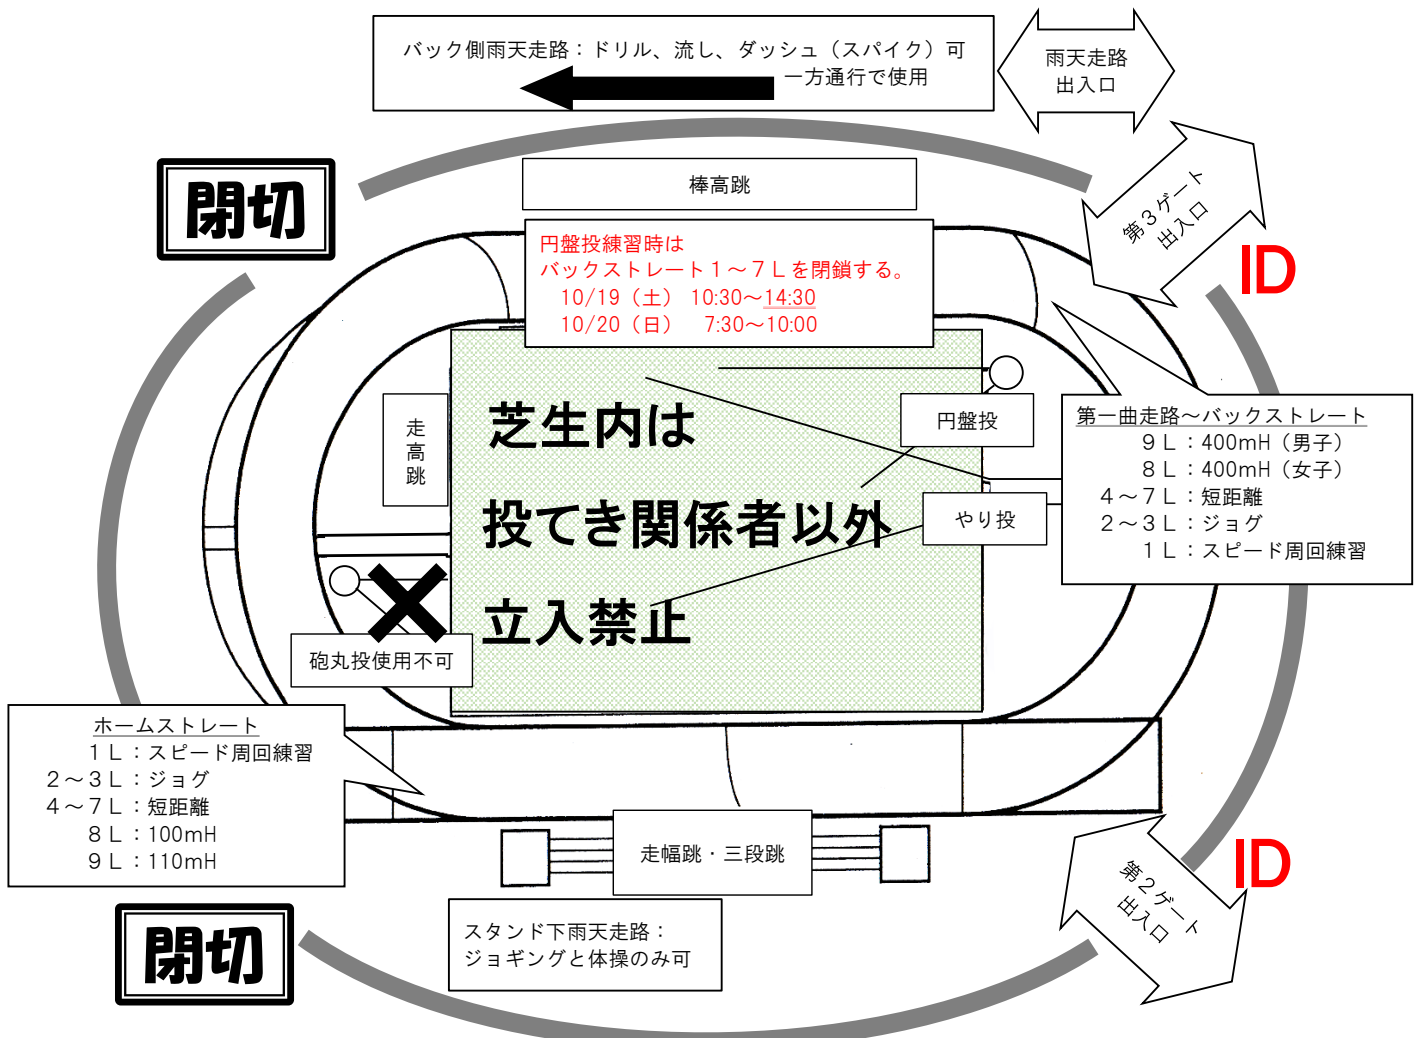 バック側雨天走路：ドリル、流し、ダッシュ（スパイク）可
一方通行で使用
雨天走路
出入口
第３ゲート
出入口
ID
閉切
棒高跳
円盤投練習時は
バックストレート１～７Ｌを閉鎖する。
10/19（土） 10:30～14:30
10/20（日） 7:30～10:00
芝生内は
投てき関係者以外
立入禁止
走
高
跳
円盤投
やり投
第一曲走路～バックストレート
９Ｌ：400mH（男子）
８Ｌ：400mH（女子）
４～７Ｌ：短距離
２～３Ｌ：ジョグ
１Ｌ：スピード周回練習
砲丸投使用不可
ホームストレート
１Ｌ：スピード周回練習
２～３Ｌ：ジョグ
４～７Ｌ：短距離
８Ｌ：100mH
９Ｌ：110mH
走幅跳・三段跳
ID
第２ゲート
出入口
閉切
スタンド下雨天走路：
ジョギングと体操のみ可